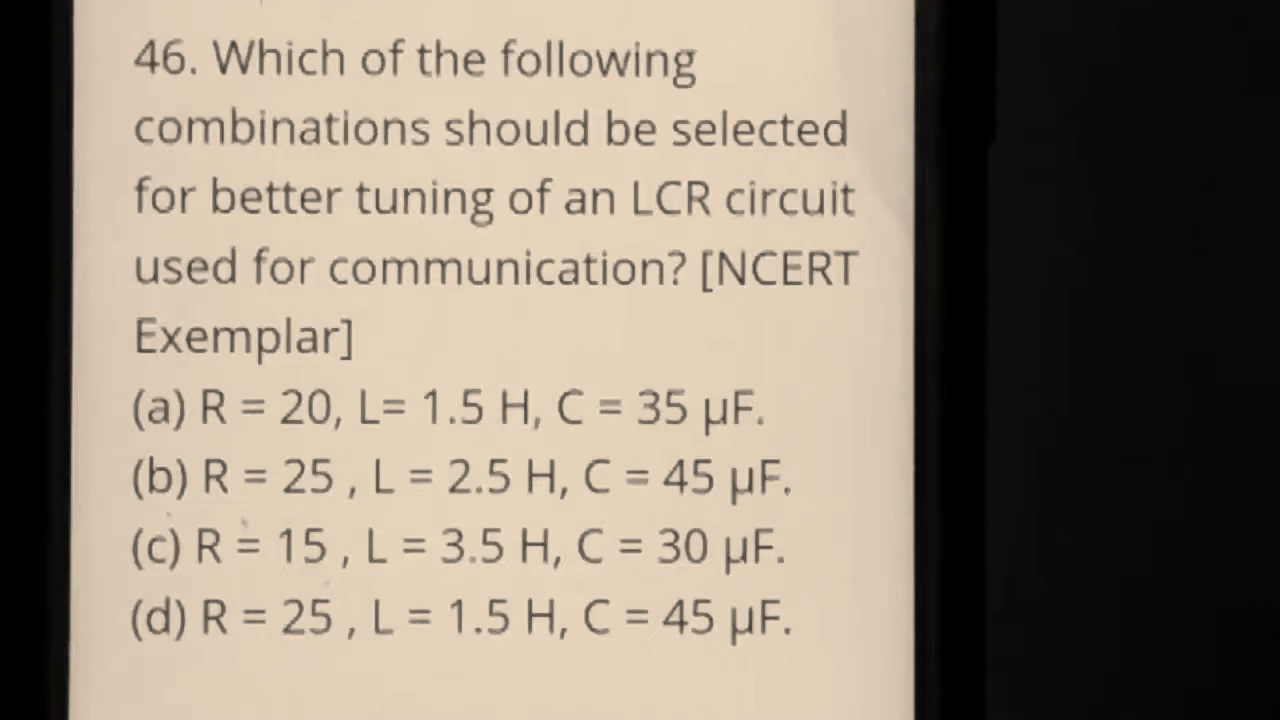 46. Which of the following
combinations should be selected
for better tuning of an LCR circuit
used for communication? [NCERT
Exemplar]
(a) R = 20, L= 1.5 H, C = 35 μF.
(b) R = 25 , L = 2.5 H, C = 45 μF.
(c) R = 15 , L = 3.5 H, C = 30 μF.
(d) R = 25 , L = 1.5 H, C = 45 μF.